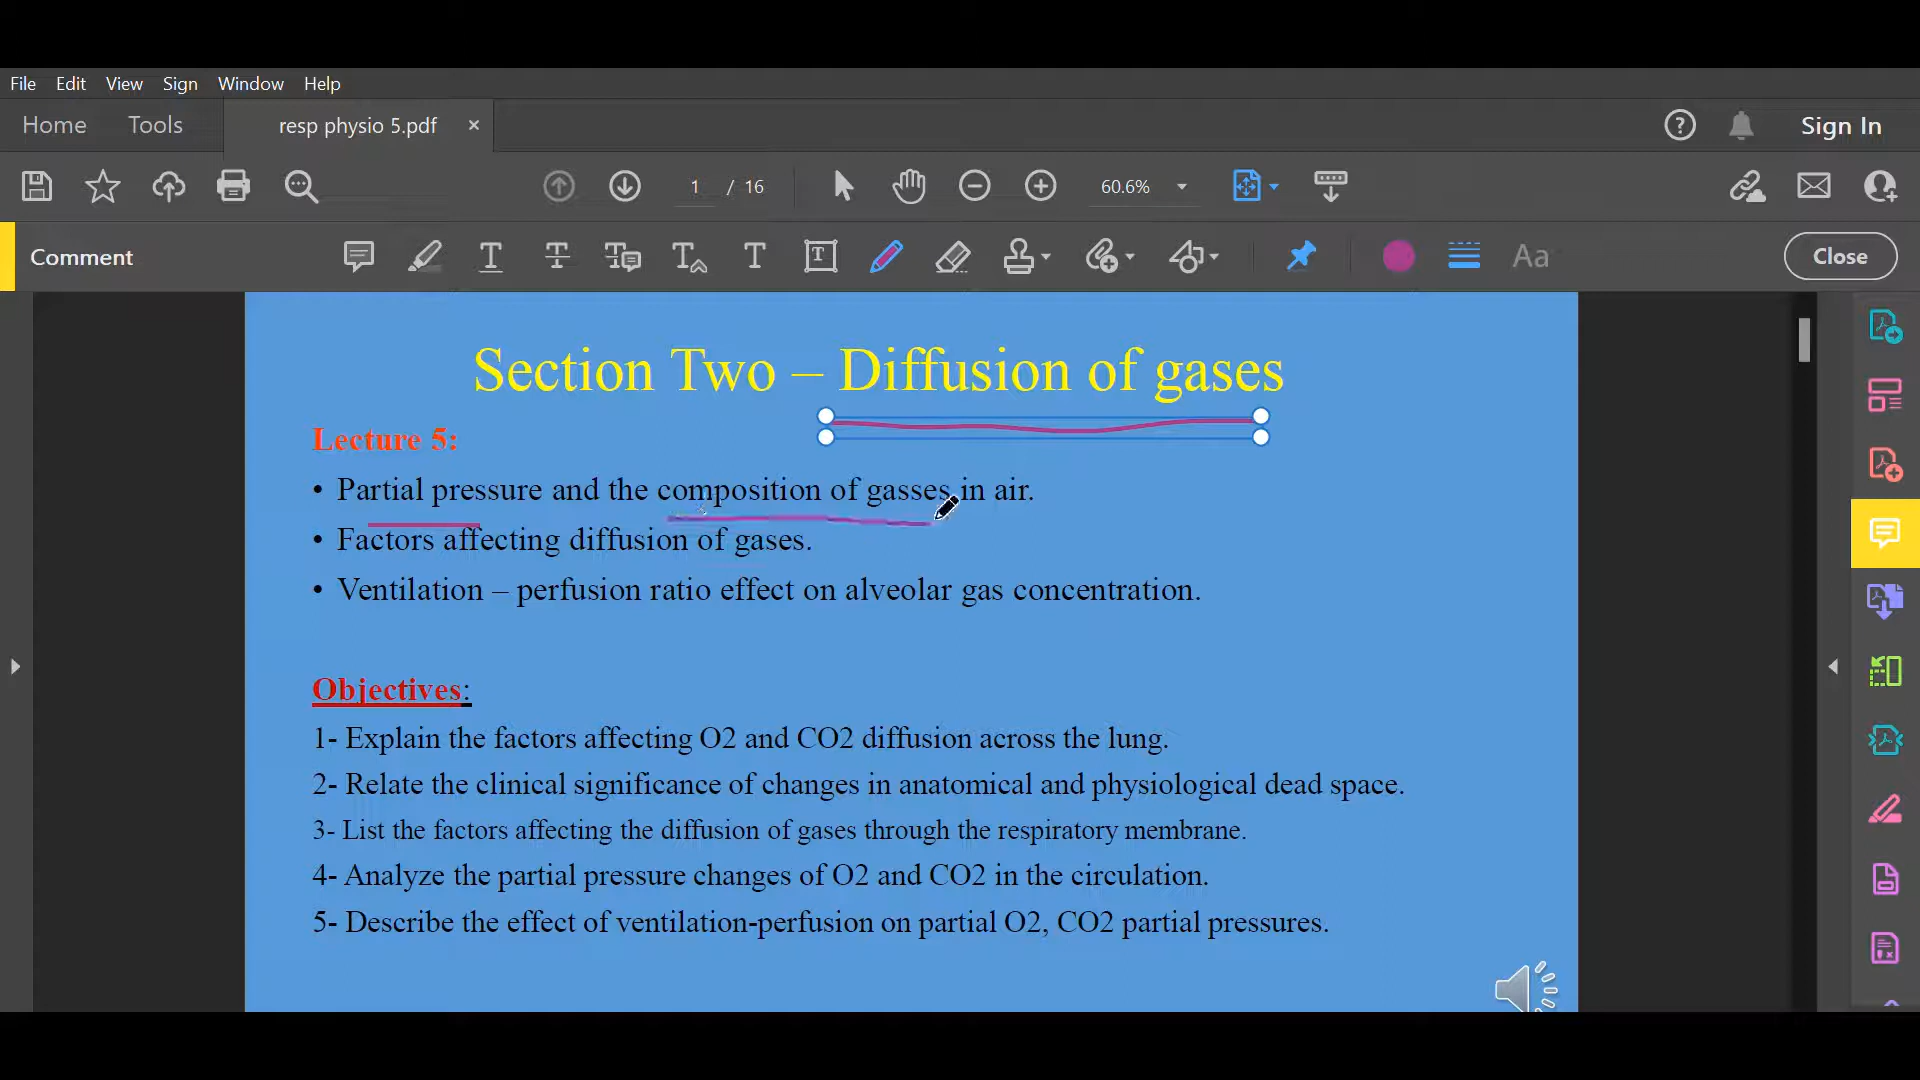 File Edit View Sign Window Help
Home Tools resp physio 5.pdf × Sign In
1 / 16 60.6%
Comment Aa Close
Section Two – Diffusion of gases
Lecture 5:
• Partial pressure and the composition of gasses in air.
• Factors affecting diffusion of gases.
• Ventilation – perfusion ratio effect on alveolar gas concentration.
Objectives:
1- Explain the factors affecting O2 and CO2 diffusion across the lung.
2- Relate the clinical significance of changes in anatomical and physiological dead space.
3- List the factors affecting the diffusion of gases through the respiratory membrane.
4- Analyze the partial pressure changes of O2 and CO2 in the circulation.
5- Describe the effect of ventilation-perfusion on partial O2, CO2 partial pressures.